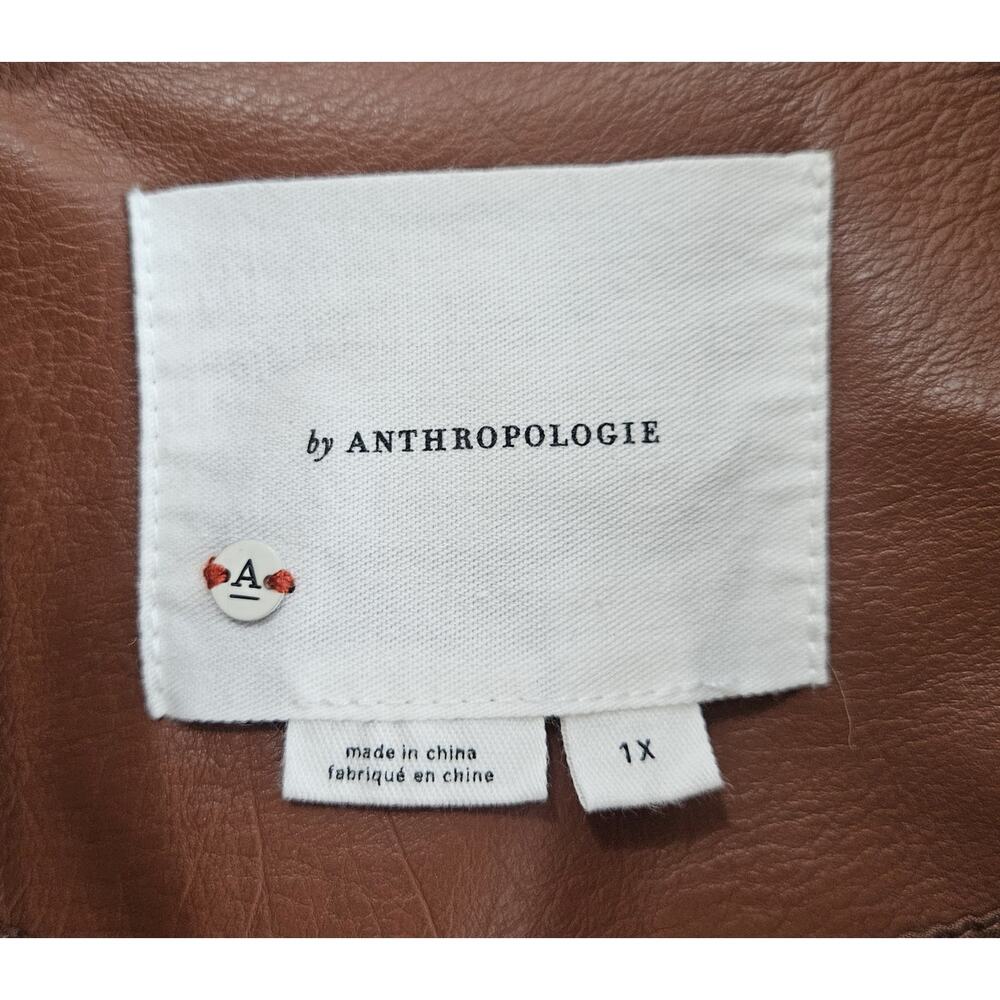 by ANTHROPOLOGIE
A
made in china
fabriqué en chine
1X